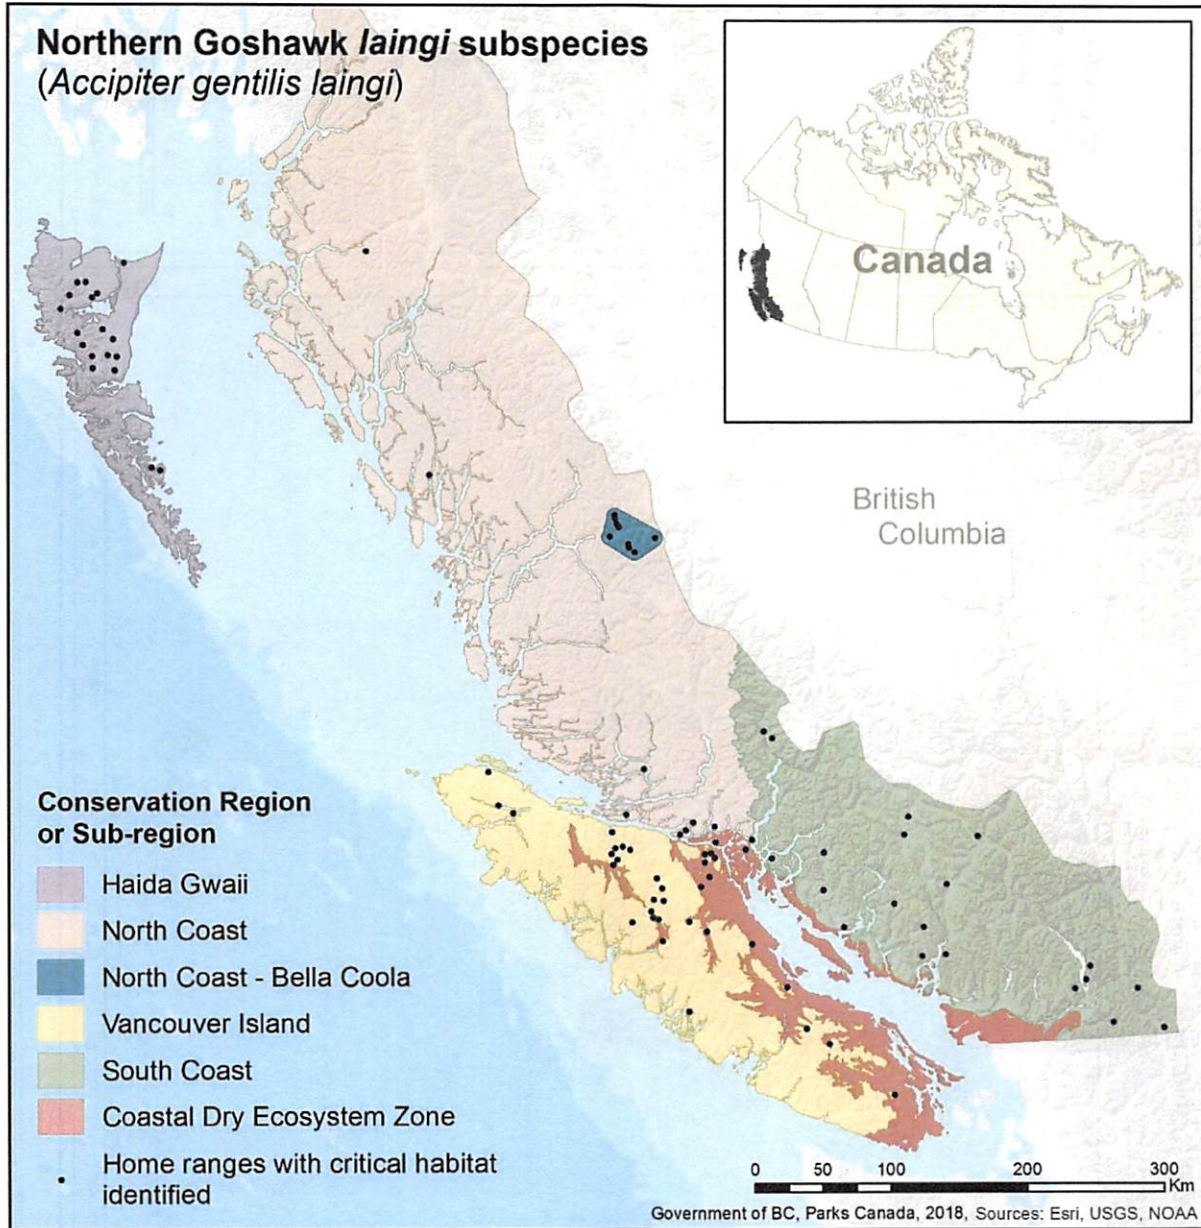 Northern Goshawk laingi subspecies
(Accipiter gentilis laingi)
Canada
British
Columbia
Conservation Region
or Sub-region
Haida Gwaii
North Coast
North Coast - Bella Coola
Vancouver Island
South Coast
Coastal Dry Ecosystem Zone
Home ranges with critical habitat
identified
0 50 100 200 300
Km
Government of BC, Parks Canada, 2018, Sources: Esri, USGS, NOAA